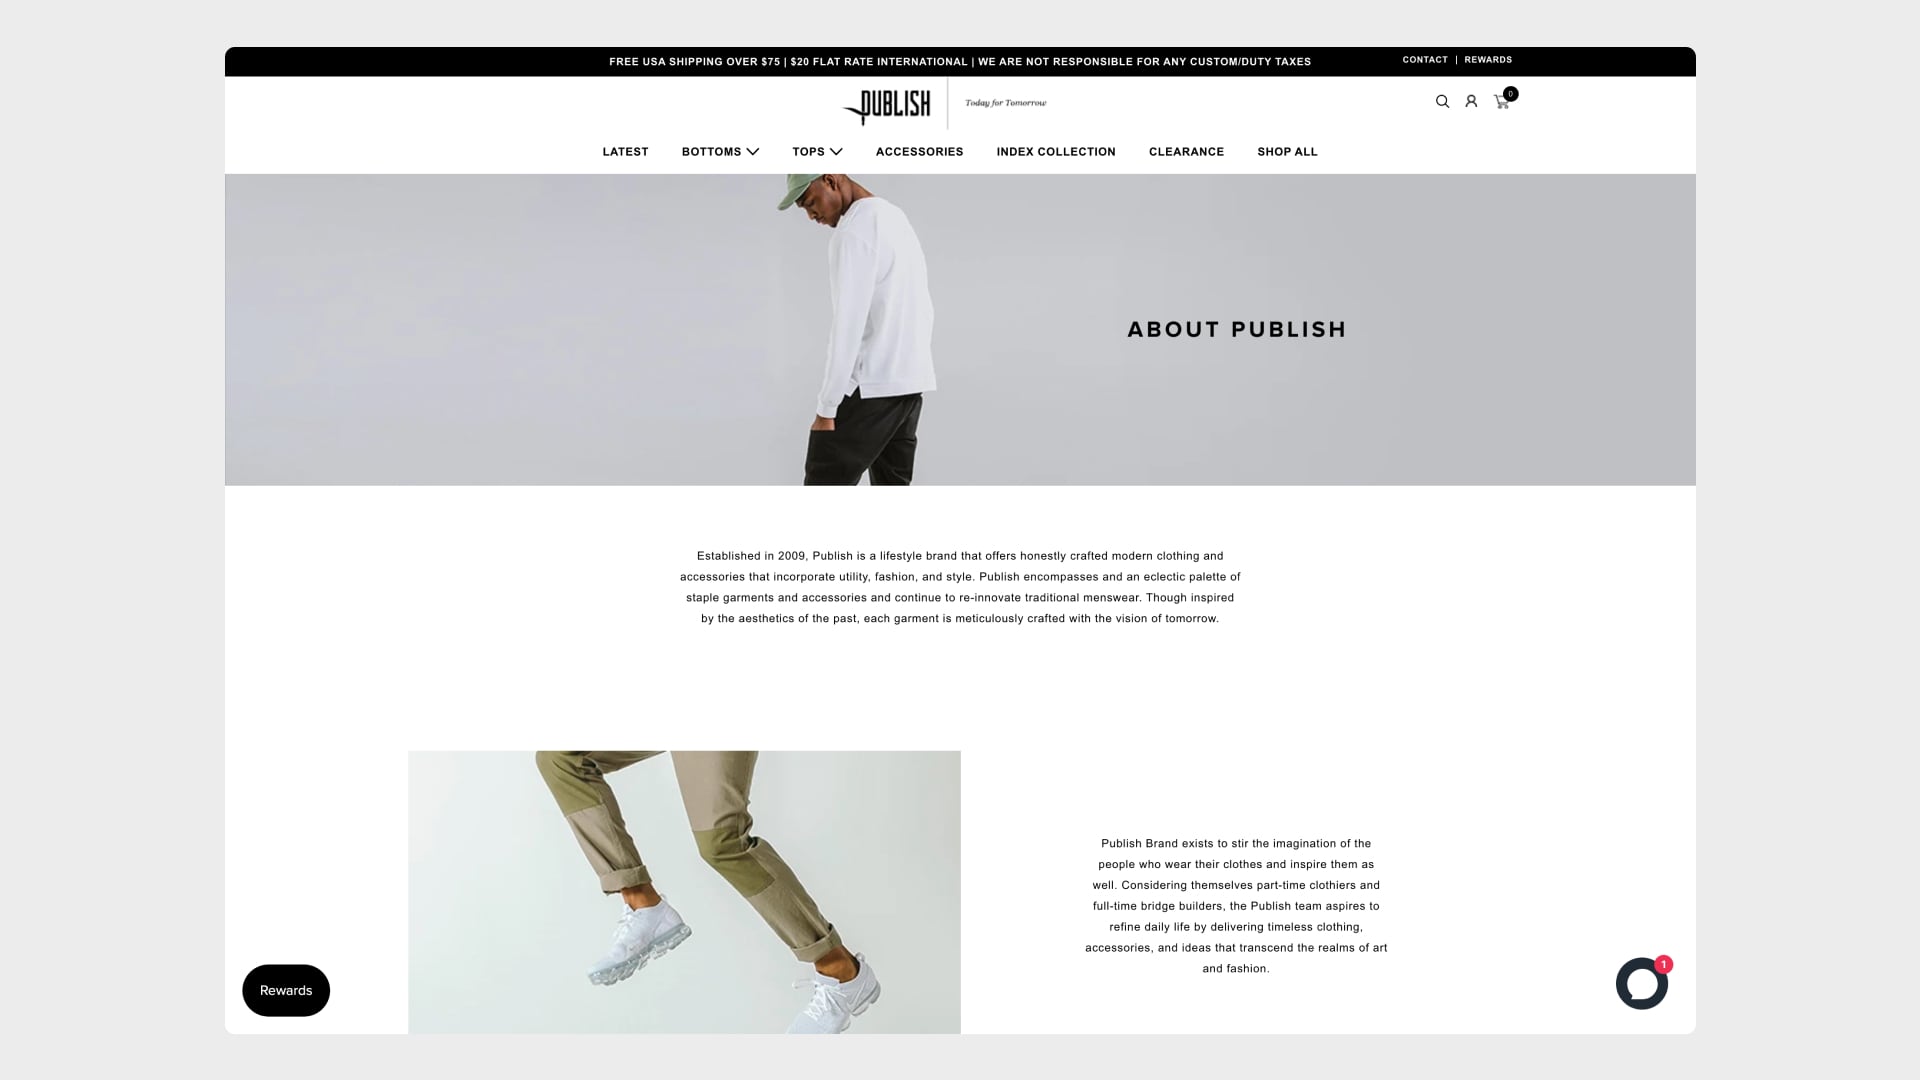 FREE USA SHIPPING OVER $75 | $20 FLAT RATE INTERNATIONAL | WE ARE NOT RESPONSIBLE FOR ANY CUSTOM/DUTY TAXES
CONTACT | REWARDS
PUBLISH
Today for Tomorrow
0
LATEST
BOTTOMS
TOPS
ACCESSORIES
INDEX COLLECTION
CLEARANCE
SHOP ALL
ABOUT PUBLISH
Established in 2009, Publish is a lifestyle brand that offers honestly crafted modern clothing and
accessories that incorporate utility, fashion, and style. Publish encompasses and an eclectic palette of
staple garments and accessories and continue to re-innovate traditional menswear. Though inspired
by the aesthetics of the past, each garment is meticulously crafted with the vision of tomorrow.
Publish Brand exists to stir the imagination of the
people who wear their clothes and inspire them as
well. Considering themselves part-time clothiers and
full-time bridge builders, the Publish team aspires to
refine daily life by delivering timeless clothing,
accessories, and ideas that transcend the realms of art
and fashion.
Rewards
1